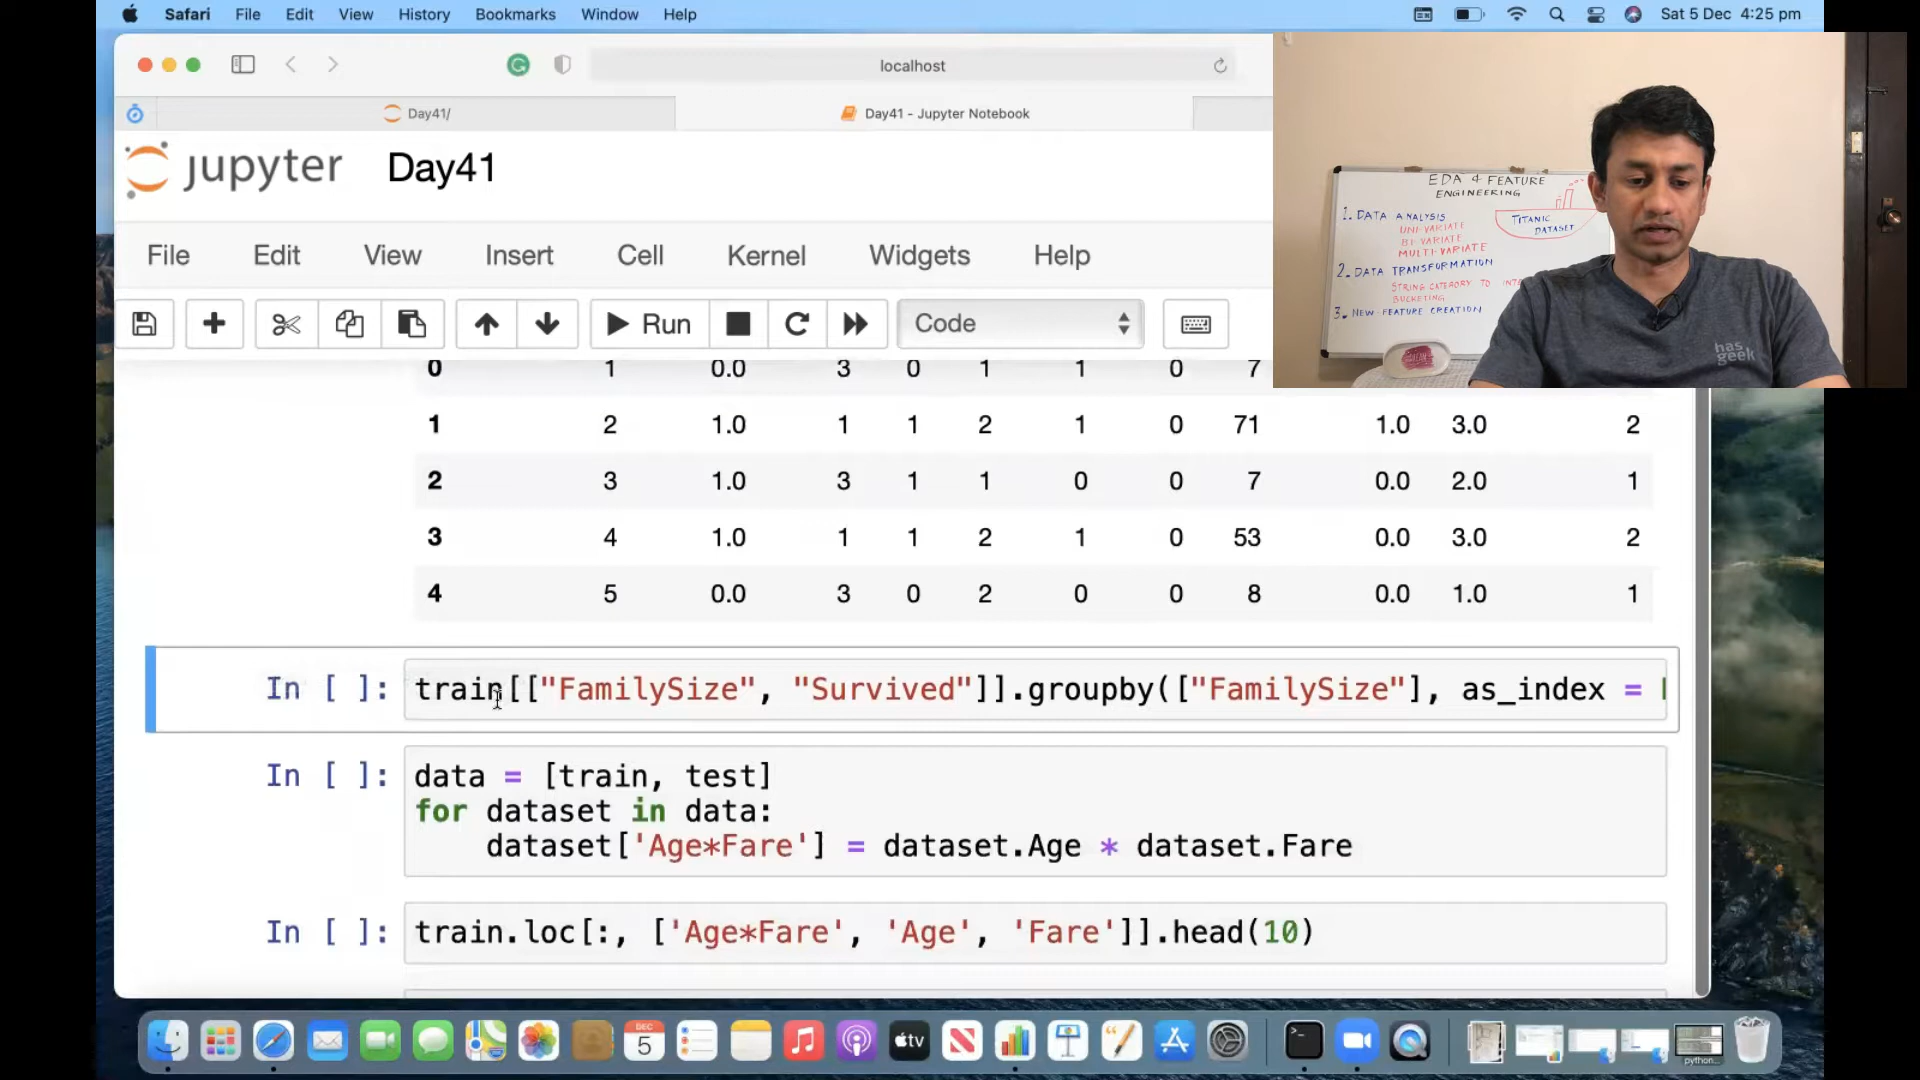 Safari File Edit View History Bookmarks Window Help Sat 5 Dec 4:25 pm
localhost
Day41/ Day41 - Jupyter Notebook
jupyter Day41
File Edit View Insert Cell Kernel Widgets Help
Run Code
0 1 0.0 3 0 1 1 0 7
1 2 1.0 1 1 2 1 0 71 1.0 3.0 2
2 3 1.0 3 1 1 0 0 7 0.0 2.0 1
3 4 1.0 1 1 2 1 0 53 0.0 3.0 2
4 5 0.0 3 0 2 0 0 8 0.0 1.0 1
In [ ]: train[["FamilySize", "Survived"]].groupby(["FamilySize"], as_index =
In [ ]: data = [train, test]
for dataset in data:
dataset['Age*Fare'] = dataset.Age * dataset.Fare
In [ ]: train.loc[:, ['Age*Fare', 'Age', 'Fare']].head(10)
EDA & FEATURE
ENGINEERING
1. DATA ANALYSIS
UNI-VARIATE
BI VARIATE
MULTI-VARIATE
2. DATA TRANSFORMATION
STRING CATEGORY TO
BUCKETING
3. NEW FEATURE CREATION
TITANIC
DATASET
has
geek
DEC
5
tv
python...